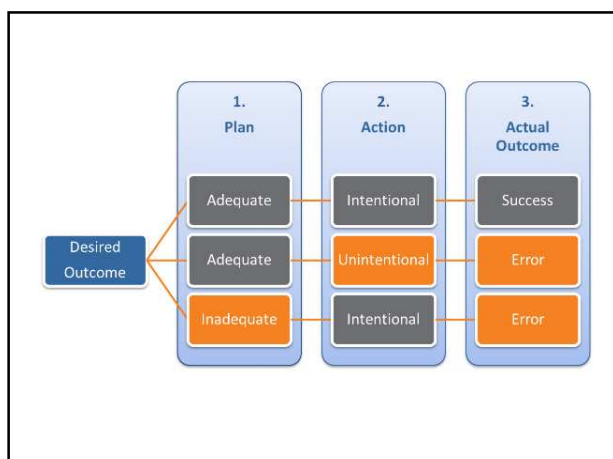 1.
Plan
2.
Action
3.
Actual
Outcome
Desired
Outcome
Adequate
Intentional
Success
Adequate
Unintentional
Error
Inadequate
Intentional
Error